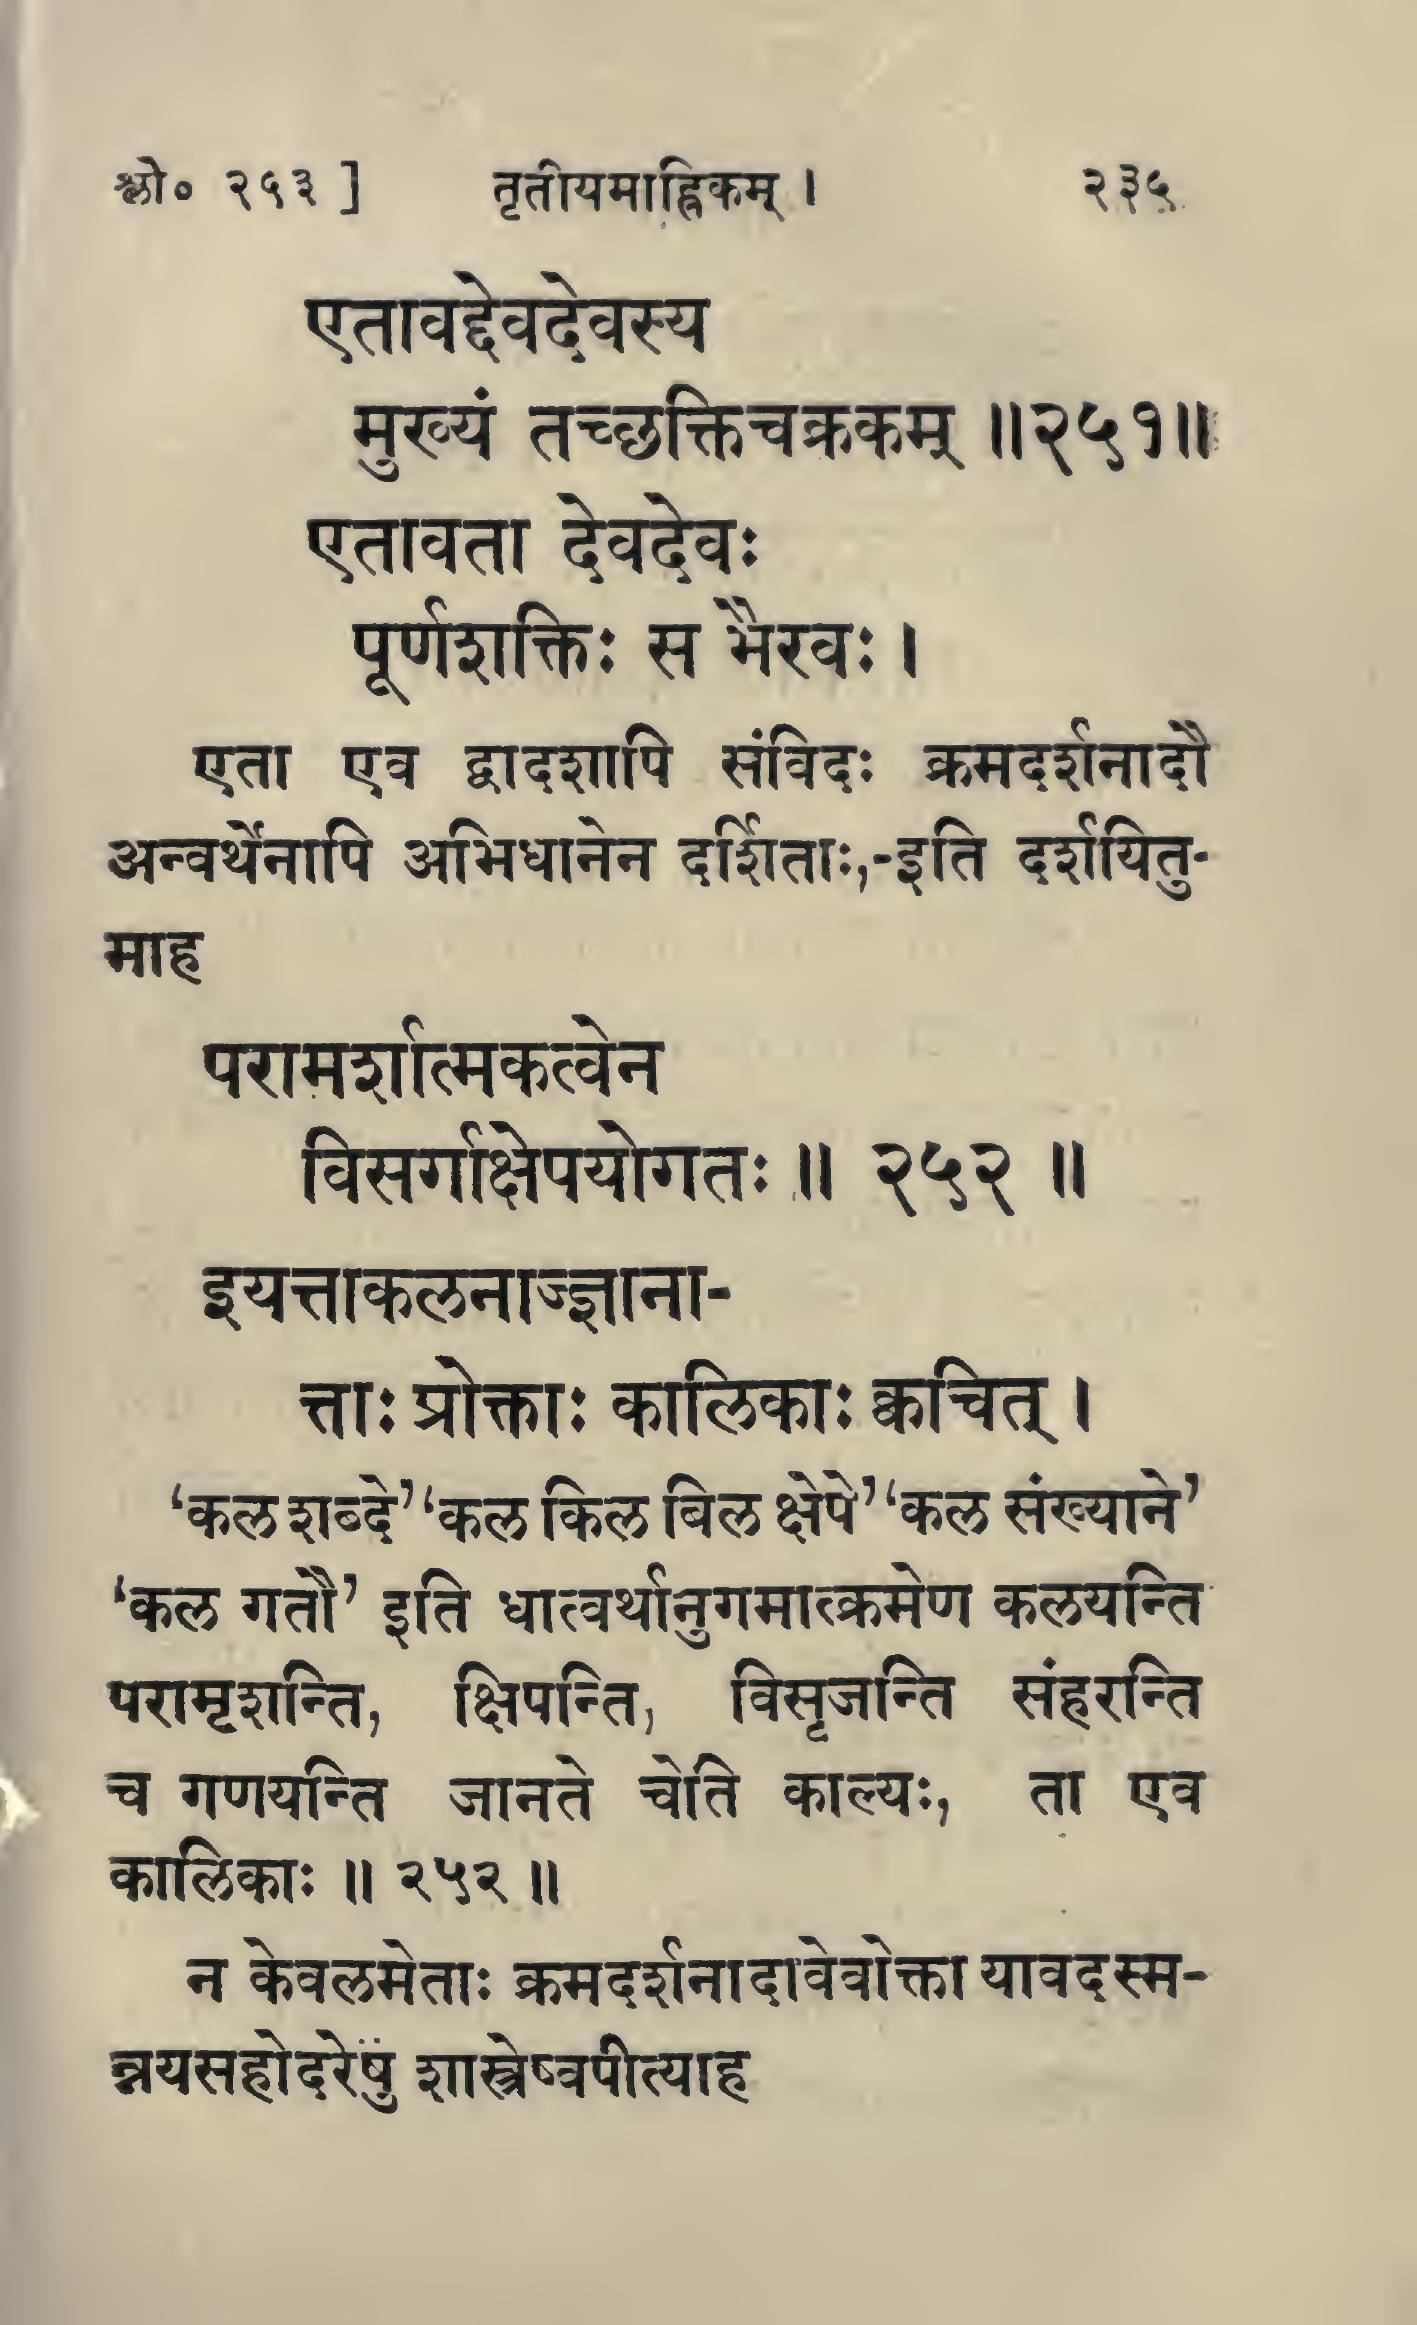 श्लो० २५३ ] तृतीयमाह्निकम् । २३५
एतावद्देवदेवस्य
मुख्यं तच्छक्तिचक्रकम् ॥२५१॥
एतावता देवदेवः
पूर्णशक्तिः स भैरवः ।
एता एव द्वादशापि संविदः क्रमदर्शनादौ
अन्वर्थेनापि अभिधानेन दर्शिताः,-इति दर्शयितु-
माह
परामर्शात्मकत्वेन
विसर्गाक्षेपयोगतः ॥ २५२ ॥
इयत्ताकलनाज्ज्ञाना-
त्ताः प्रोक्ताः कालिकाः क्वचित् ।
‘कल शब्दे’ ‘कल किल बिल क्षेपे’ ‘कल संख्याने’
‘कल गतौ’ इति धात्वर्थानुगमात्क्रमेण कलयन्ति
परामृशन्ति, क्षिपन्ति, विसृजन्ति संहरन्ति
च गणयन्ति जानते चेति काल्यः, ता एव
कालिकाः ॥ २५२ ॥
न केवलमेताः क्रमदर्शनादावेवोक्ता यावदस्म-
न्नयसहोदरेषु शास्त्रेष्वपीत्याह